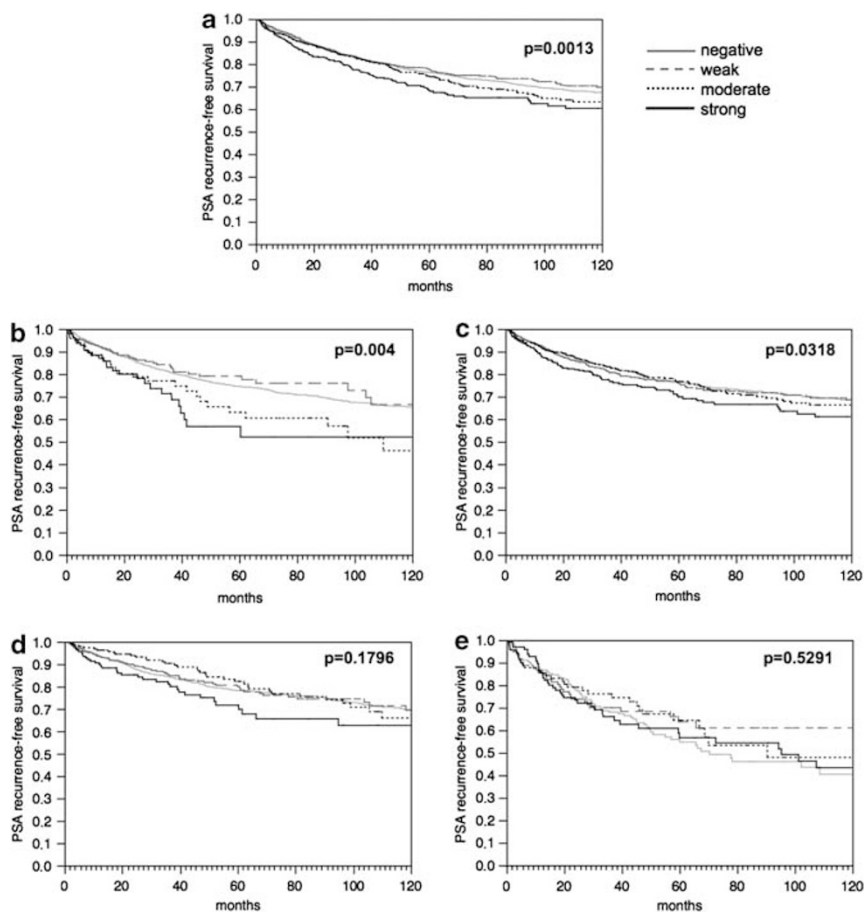 a
p=0.0013
negative
weak
moderate
strong
PSA recurrence-free survival
1.0
0.9
0.8
0.7
0.6
0.5
0.4
0.3
0.2
0.1
0.0
0 20 40 60 80 100 120
months
b
p=0.004
PSA recurrence-free survival
1.0
0.9
0.8
0.7
0.6
0.5
0.4
0.3
0.2
0.1
0.0
0 20 40 60 80 100 120
months
c
p=0.0318
PSA recurrence-free survival
1.0
0.9
0.8
0.7
0.6
0.5
0.4
0.3
0.2
0.1
0.0
0 20 40 60 80 100 120
months
d
p=0.1796
PSA recurrence-free survival
1.0
0.9
0.8
0.7
0.6
0.5
0.4
0.3
0.2
0.1
0.0
0 20 40 60 80 100 120
months
e
p=0.5291
PSA recurrence-free survival
1.0
0.9
0.8
0.7
0.6
0.5
0.4
0.3
0.2
0.1
0.0
0 20 40 60 80 100 120
months